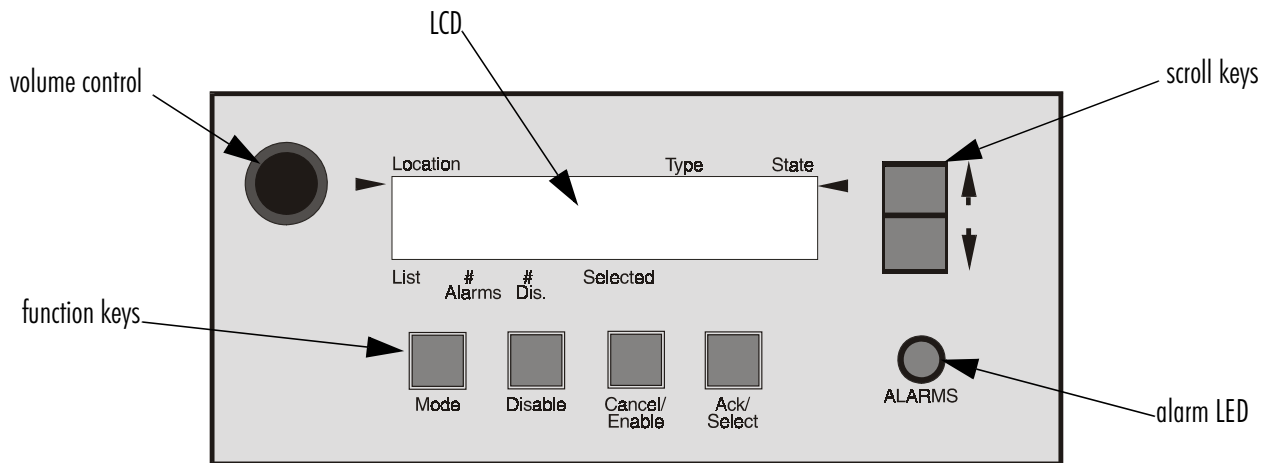 LCD
volume control
scroll keys
Location Type State
List # Alarms # Dis. Selected
function keys
Mode Disable Cancel/ Enable Ack/ Select
ALARMS
alarm LED